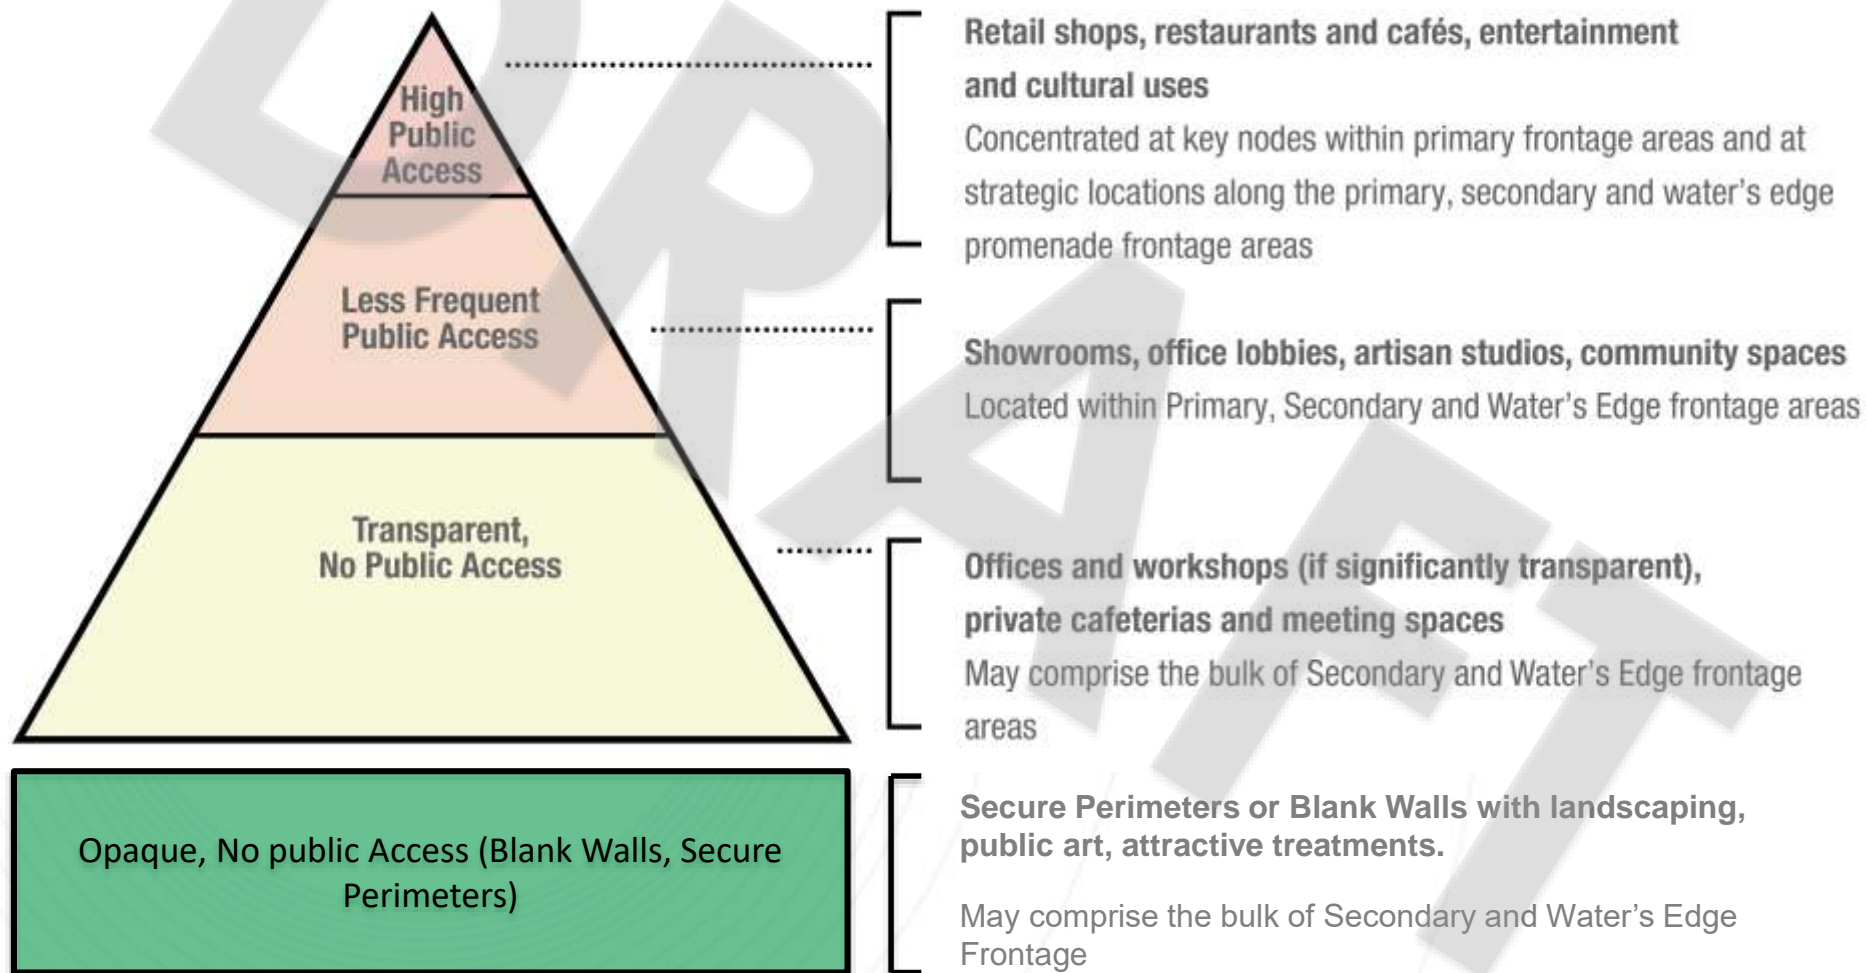 High
Public
Access
Retail shops, restaurants and cafés, entertainment
and cultural uses
Concentrated at key nodes within primary frontage areas and at
strategic locations along the primary, secondary and water's edge
promenade frontage areas
Less Frequent
Public Access
Showrooms, office lobbies, artisan studios, community spaces
Located within Primary, Secondary and Water's Edge frontage areas
Transparent,
No Public Access
Offices and workshops (if significantly transparent),
private cafeterias and meeting spaces
May comprise the bulk of Secondary and Water's Edge frontage
areas
Opaque, No public Access (Blank Walls, Secure
Perimeters)
Secure Perimeters or Blank Walls with landscaping,
public art, attractive treatments.
May comprise the bulk of Secondary and Water's Edge
Frontage
DRAFT